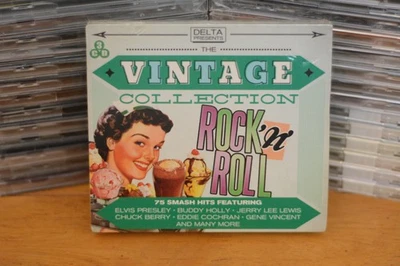 DELTA
PRESENTS
THE
VINTAGE
COLLECTION
ROCK 'n'
ROLL
75 SMASH HITS FEATURING
ELVIS PRESLEY • BUDDY HOLLY • JERRY LEE LEWIS
CHUCK BERRY • EDDIE COCHRAN • GENE VINCENT
AND MANY MORE